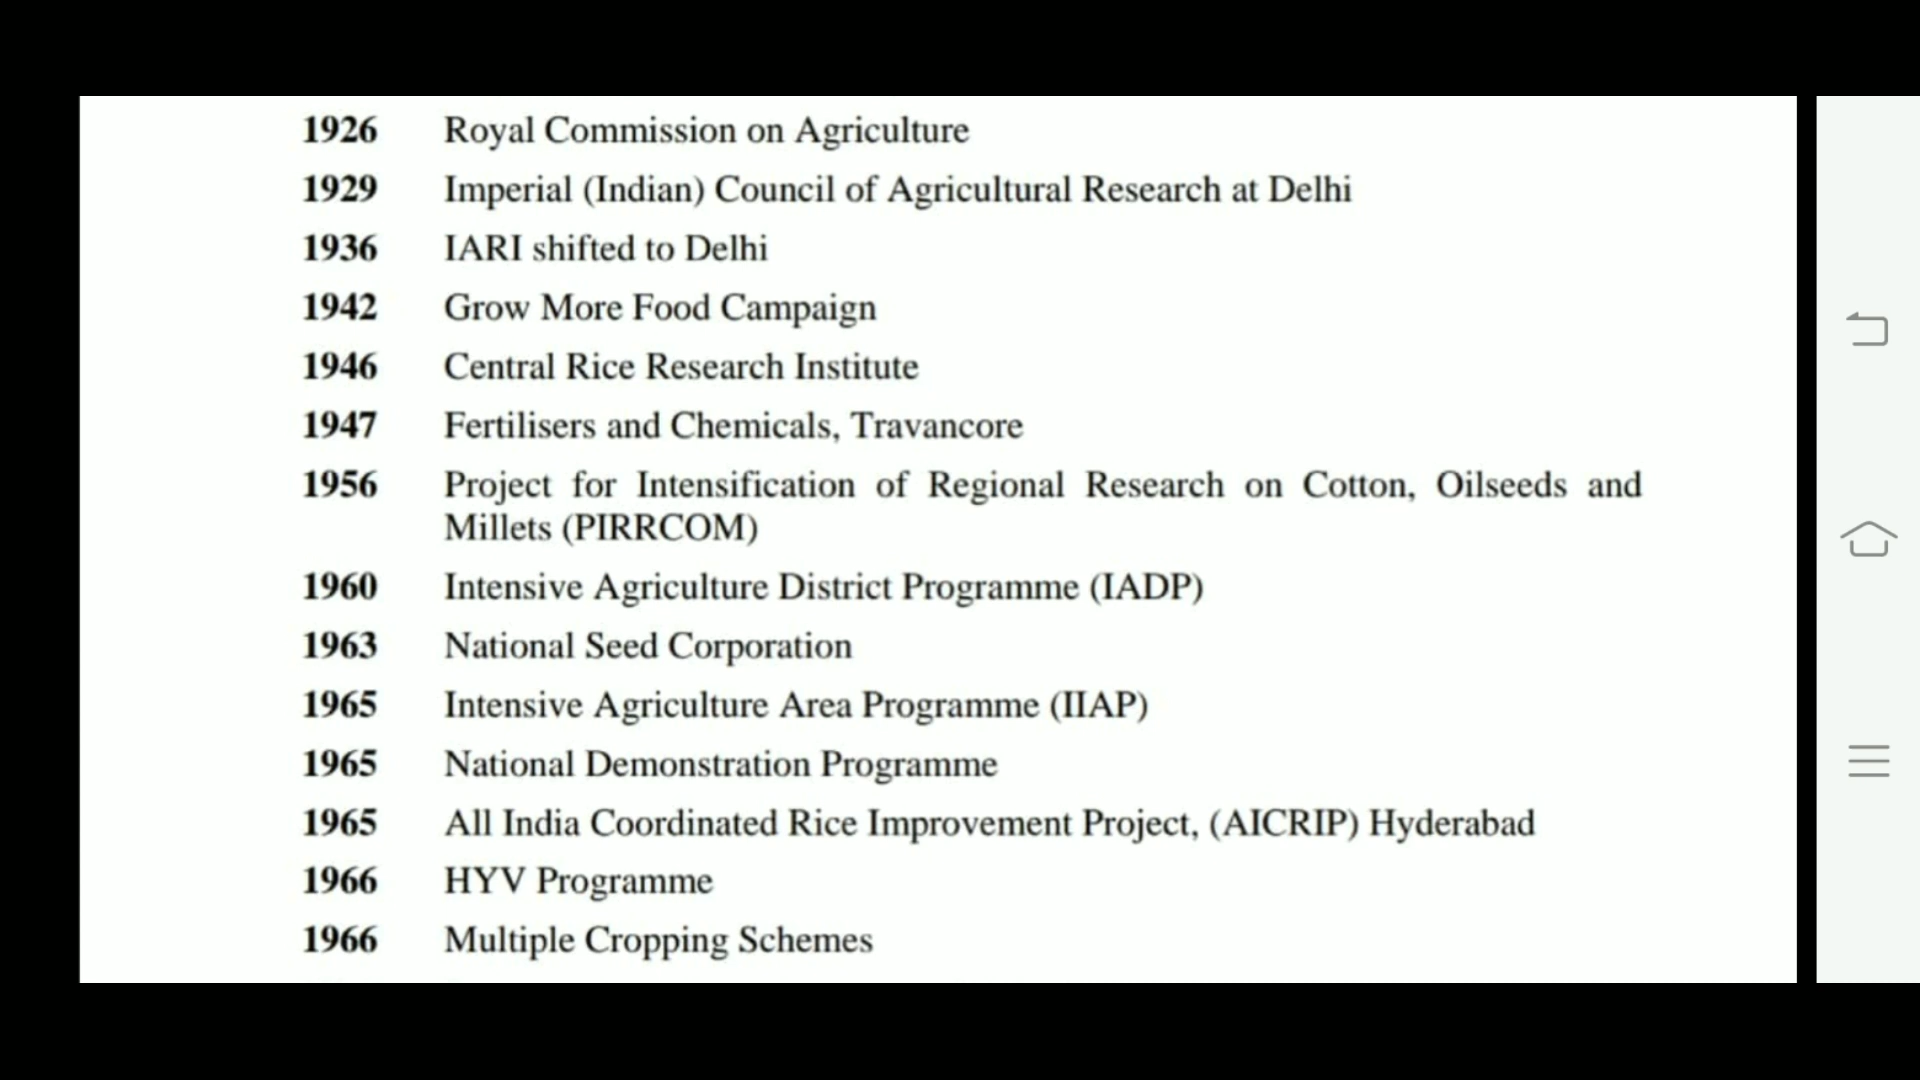 1926 Royal Commission on Agriculture
1929 Imperial (Indian) Council of Agricultural Research at Delhi
1936 IARI shifted to Delhi
1942 Grow More Food Campaign
1946 Central Rice Research Institute
1947 Fertilisers and Chemicals, Travancore
1956 Project for Intensification of Regional Research on Cotton, Oilseeds and
Millets (PIRRCOM)
1960 Intensive Agriculture District Programme (IADP)
1963 National Seed Corporation
1965 Intensive Agriculture Area Programme (IIAP)
1965 National Demonstration Programme
1965 All India Coordinated Rice Improvement Project, (AICRIP) Hyderabad
1966 HYV Programme
1966 Multiple Cropping Schemes